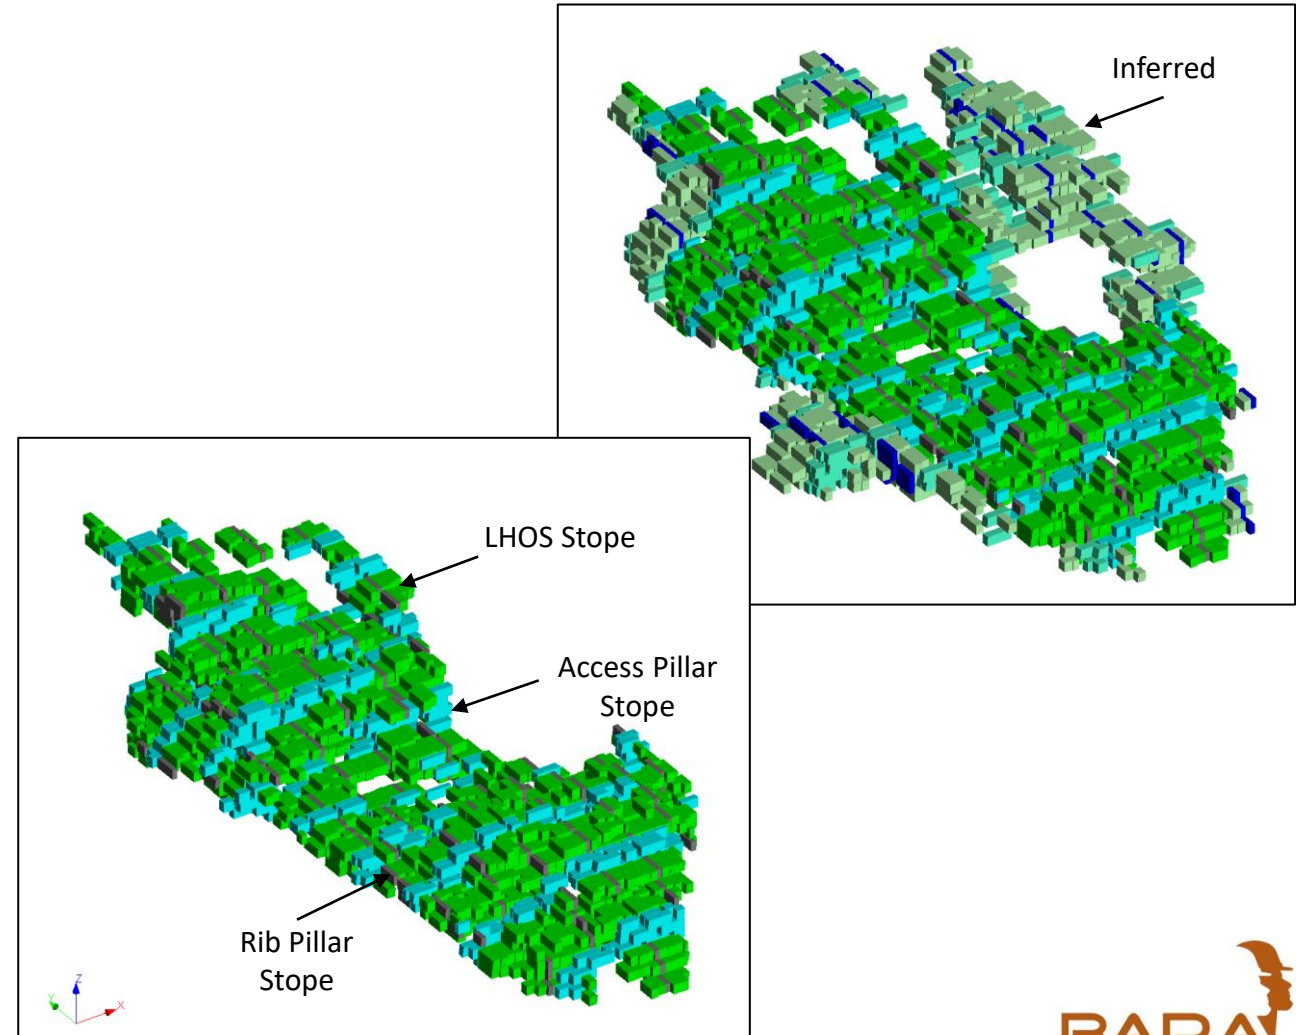 Inferred
LHOS Stope
Access Pillar
Stope
Rib Pillar
Stope
Z
Y
X